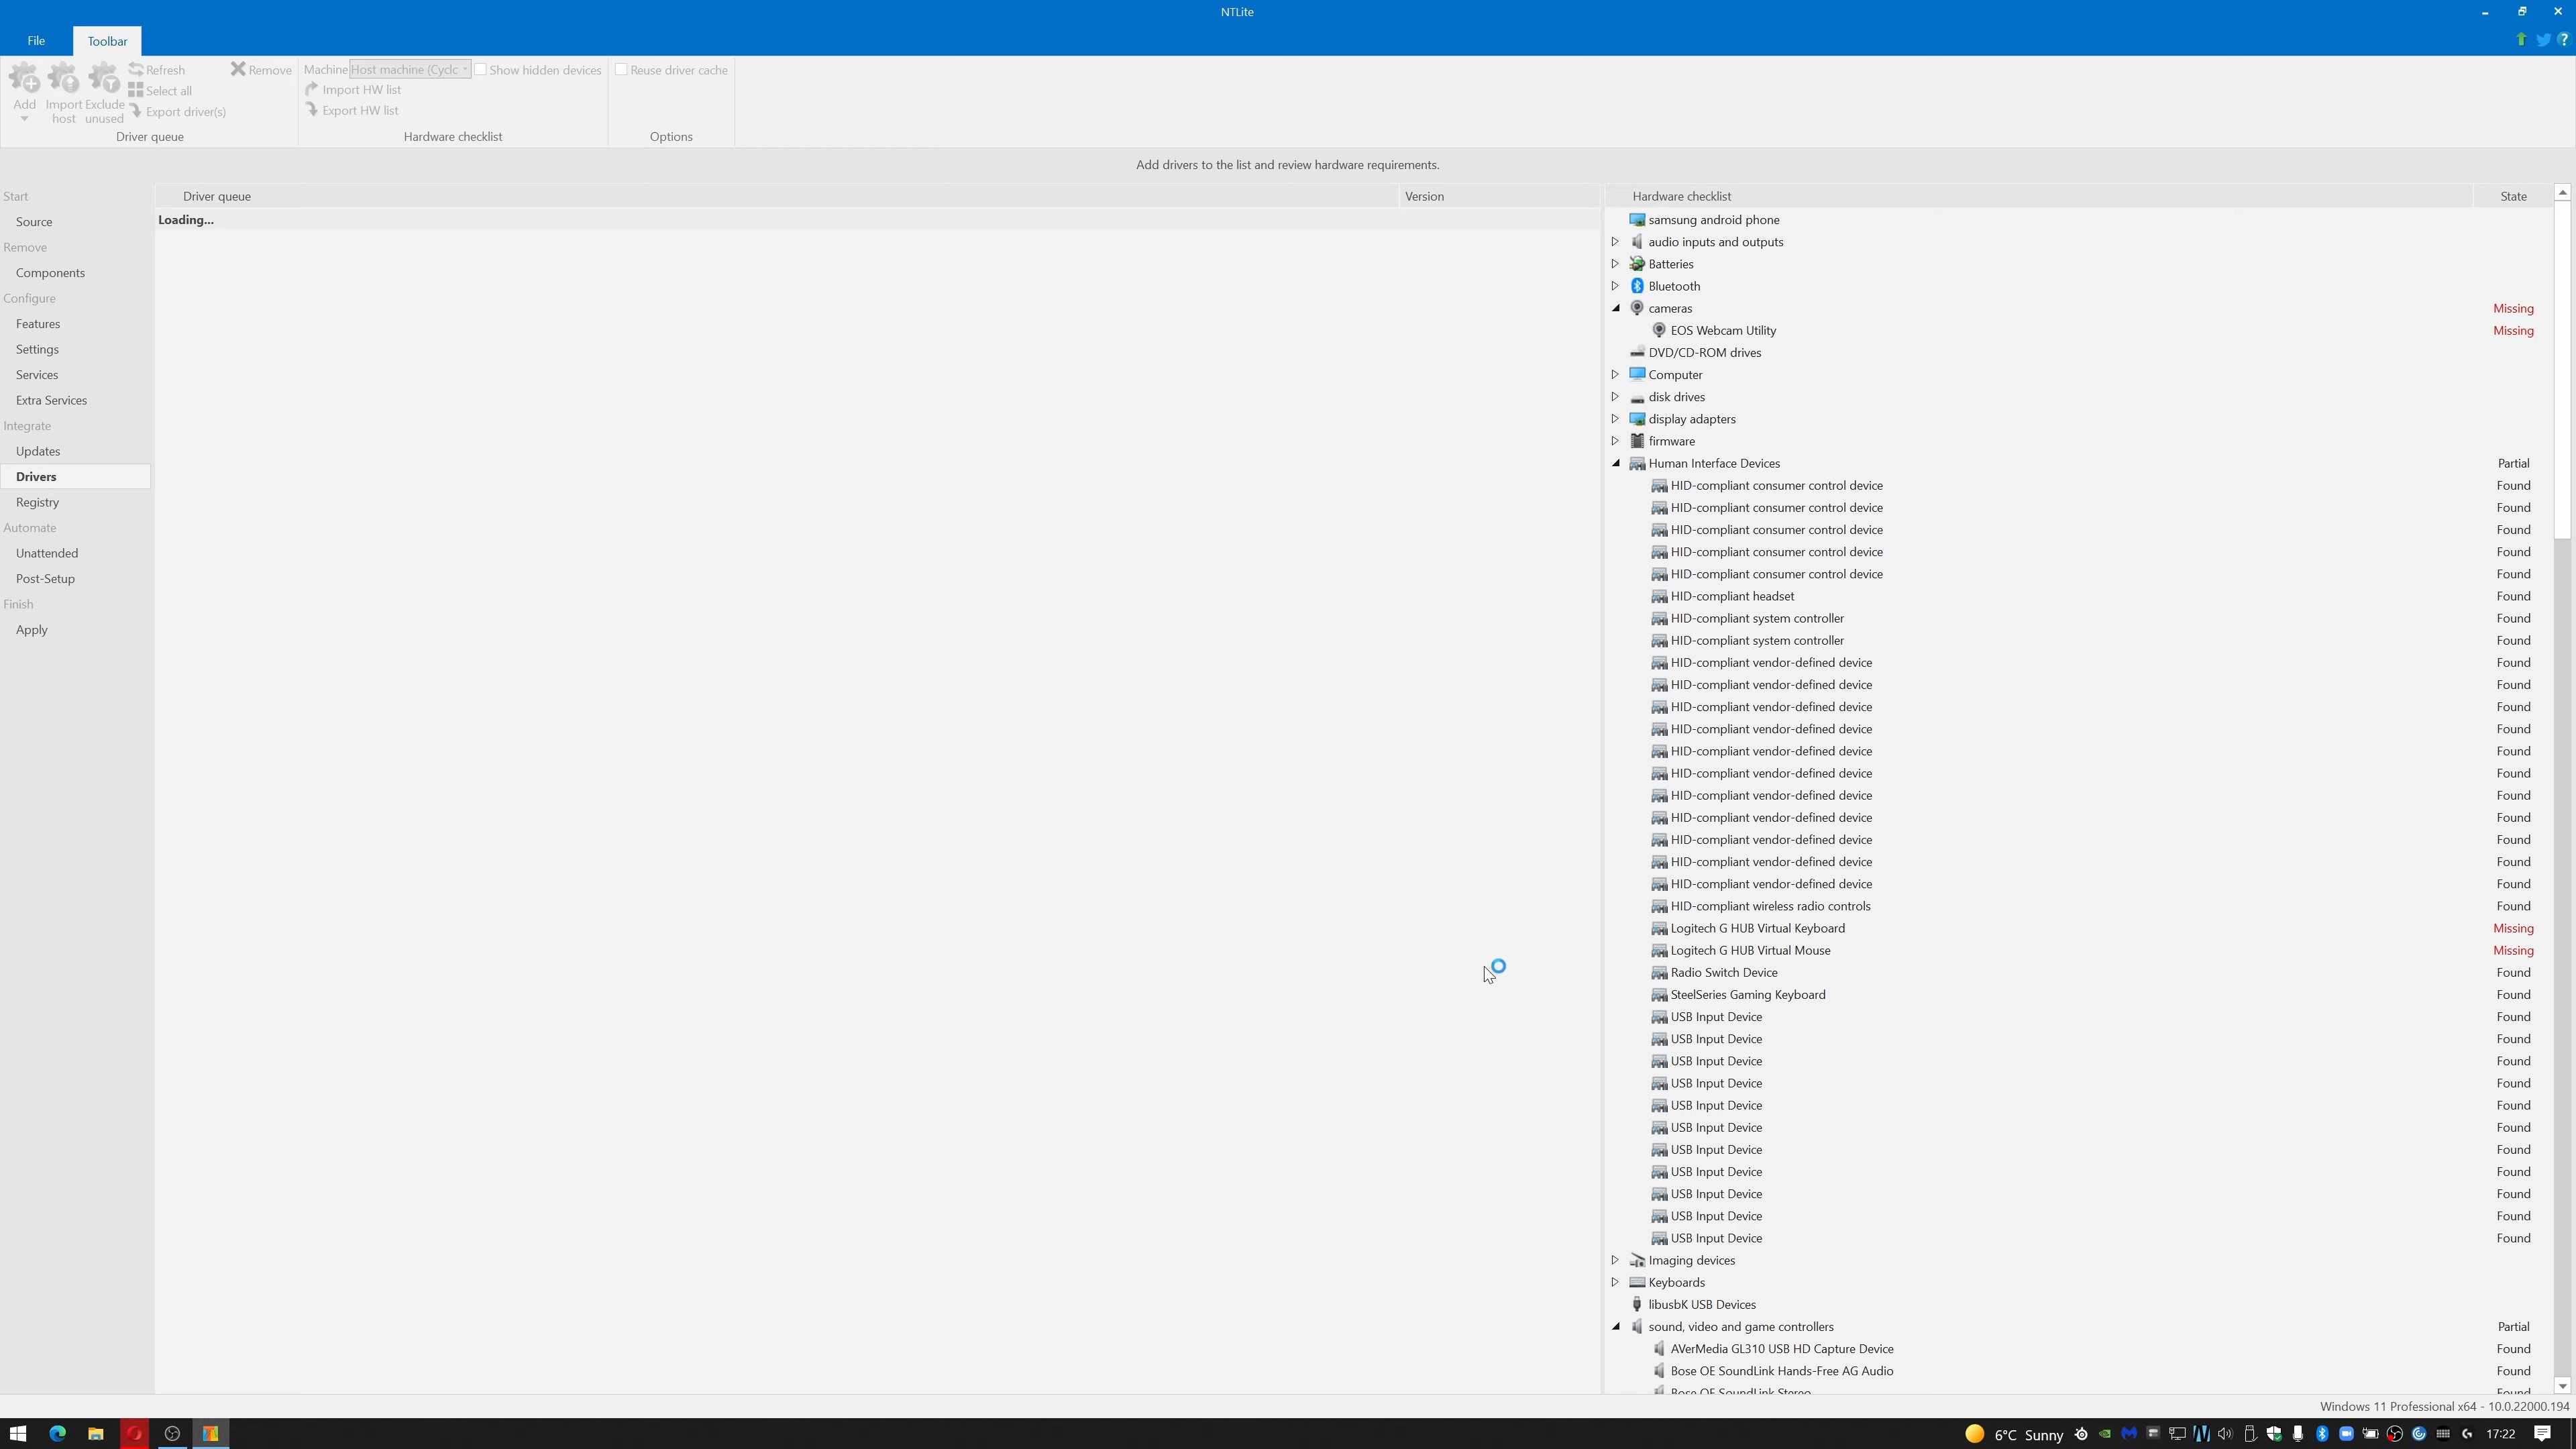 NTLite
File
Toolbar
Add
Import host
Exclude unused
Refresh
Select all
Export driver(s)
Remove
Driver queue
Machine Host machine (Cyclc
Show hidden devices
Import HW list
Export HW list
Hardware checklist
Reuse driver cache
Options
Add drivers to the list and review hardware requirements.
Start
Source
Remove
Components
Configure
Features
Settings
Services
Extra Services
Integrate
Updates
Drivers
Registry
Automate
Unattended
Post-Setup
Finish
Apply
Driver queue Version
Loading...
Hardware checklist State
samsung android phone
audio inputs and outputs
Batteries
Bluetooth
cameras Missing
EOS Webcam Utility Missing
DVD/CD-ROM drives
Computer
disk drives
display adapters
firmware
Human Interface Devices Partial
HID-compliant consumer control device Found
HID-compliant consumer control device Found
HID-compliant consumer control device Found
HID-compliant consumer control device Found
HID-compliant consumer control device Found
HID-compliant headset Found
HID-compliant system controller Found
HID-compliant system controller Found
HID-compliant vendor-defined device Found
HID-compliant vendor-defined device Found
HID-compliant vendor-defined device Found
HID-compliant vendor-defined device Found
HID-compliant vendor-defined device Found
HID-compliant vendor-defined device Found
HID-compliant vendor-defined device Found
HID-compliant vendor-defined device Found
HID-compliant vendor-defined device Found
HID-compliant vendor-defined device Found
HID-compliant vendor-defined device Found
HID-compliant wireless radio controls Found
Logitech G HUB Virtual Keyboard Missing
Logitech G HUB Virtual Mouse Missing
Radio Switch Device Found
SteelSeries Gaming Keyboard Found
USB Input Device Found
USB Input Device Found
USB Input Device Found
USB Input Device Found
USB Input Device Found
USB Input Device Found
USB Input Device Found
USB Input Device Found
USB Input Device Found
USB Input Device Found
USB Input Device Found
Imaging devices
Keyboards
libusbK USB Devices
sound, video and game controllers Partial
AVerMedia GL310 USB HD Capture Device Found
Bose OE SoundLink Hands-Free AG Audio Found
Bose OE SoundLink Stereo Found
Windows 11 Professional x64 - 10.0.22000.194
6°C Sunny
17:22